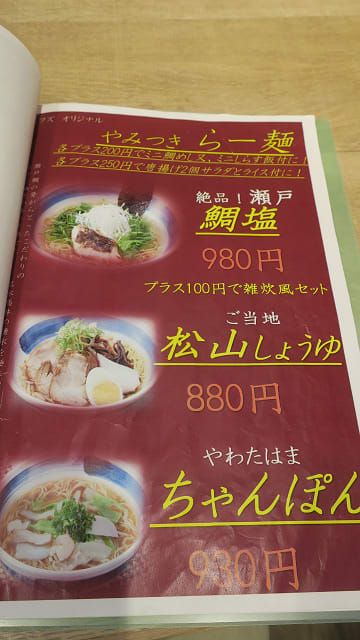 ラズ オリジナル
やみつき らー麺
各プラス200円でミニ鯛めし又、ミニしらす飯付に!
各プラス250円で唐揚げ2個サラダとライス付に!
絶品!瀬戸
鯛塩
980円
プラス100円で雑炊風セット
ご当地
松山しょうゆ
880円
やわたはま
ちゃんぽん
930円